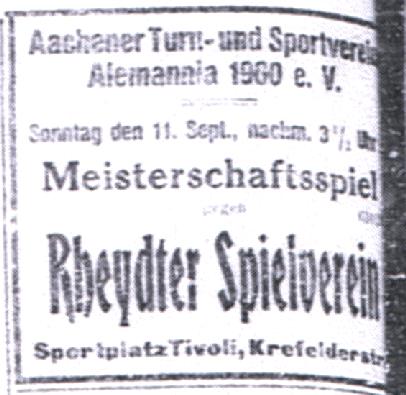 Aachener Turn- und Sportverein
Alemannia 1900 e. V.
Sonntag den 11. Sept., nachm. 3½ Uhr
Meisterschaftsspiel
gegen
Rheydter Spielverein
Sportplatz Tivoli, Krefelderstr.